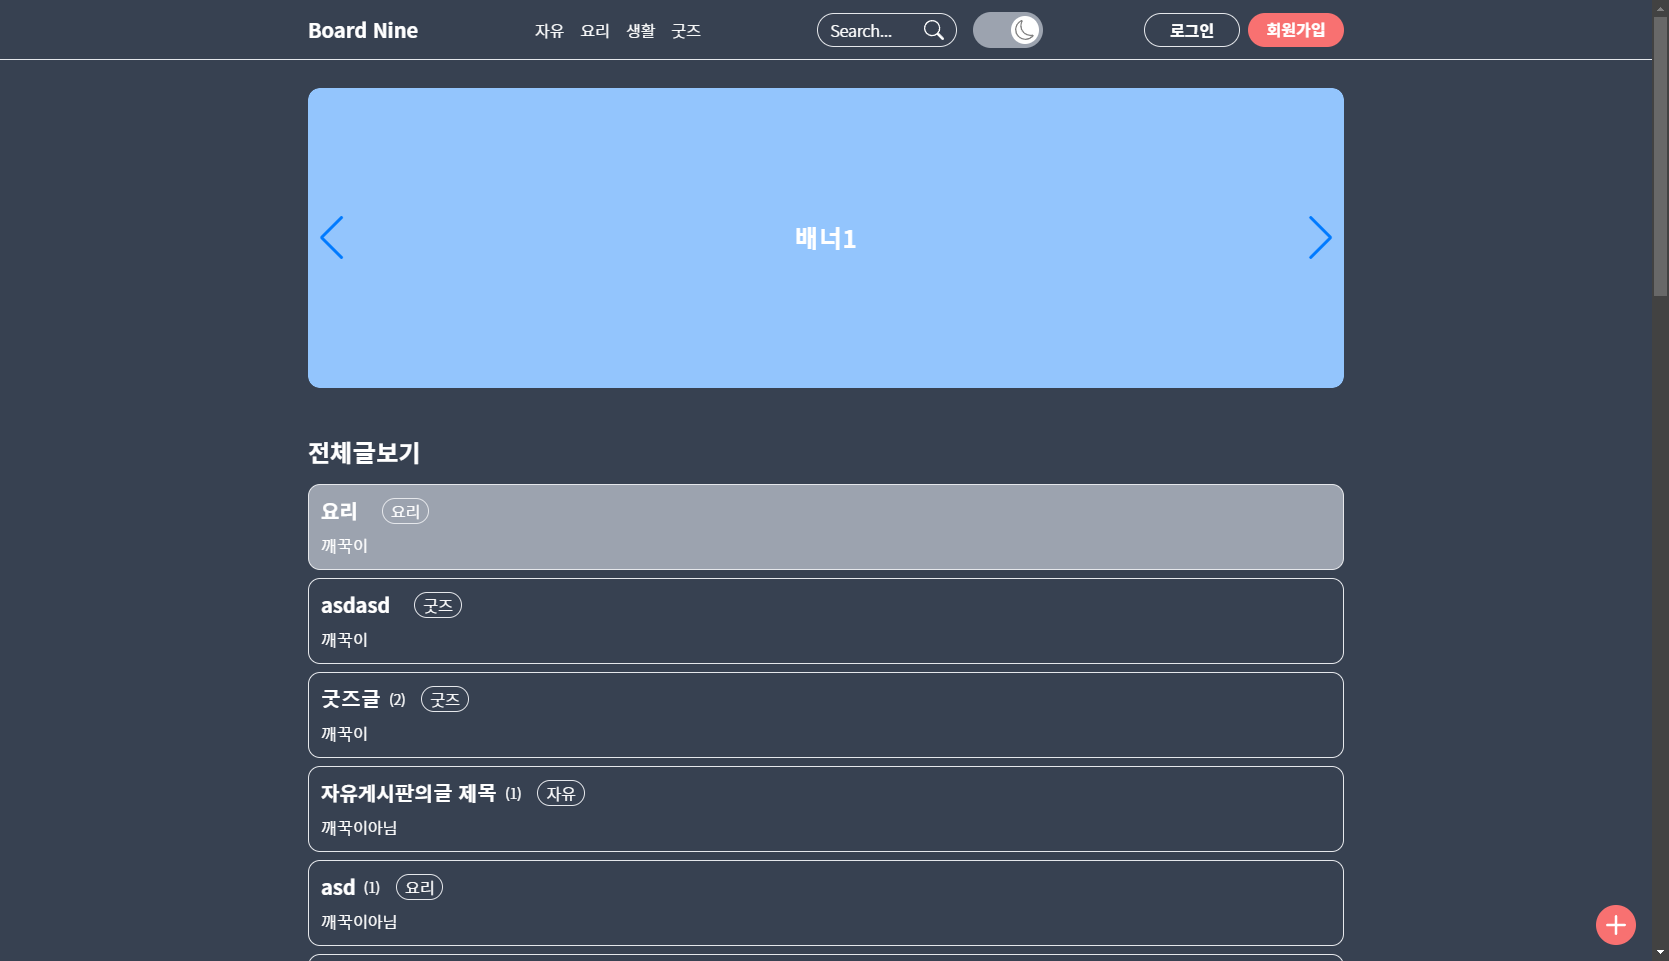 Board Nine 자유 요리 생활 굿즈 Search... 로그인 회원가입
배너1
전체글보기
요리 요리
깨꾹이
asdasd 굿즈
깨꾹이
굿즈글 (2) 굿즈
깨꾹이
자유게시판의글 제목 (1) 자유
깨꾹이아님
asd (1) 요리
깨꾹이아님